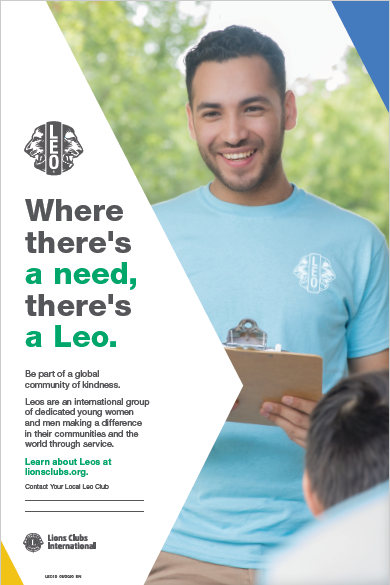 LEO
Where
there's
a need,
there's
a Leo.
LEO
Be part of a global
community of kindness.
Leos are an international group
of dedicated young women
and men making a difference
in their communities and the
world through service.
Learn about Leos at
lionsclubs.org.
Contact Your Local Leo Club
Lions Clubs
International